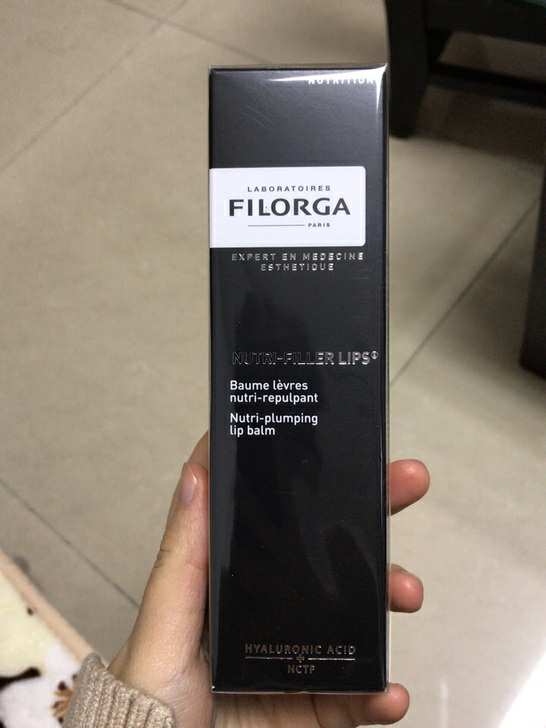 NUTRITION
LABORATOIRES
FILORGA
PARIS
EXPERT EN MEDECINE
ESTHETIQUE
NUTRI-FILLER LIPS®
Baume lèvres
nutri-repulpant
Nutri-plumping
lip balm
HYALURONIC ACID
+
NCTF